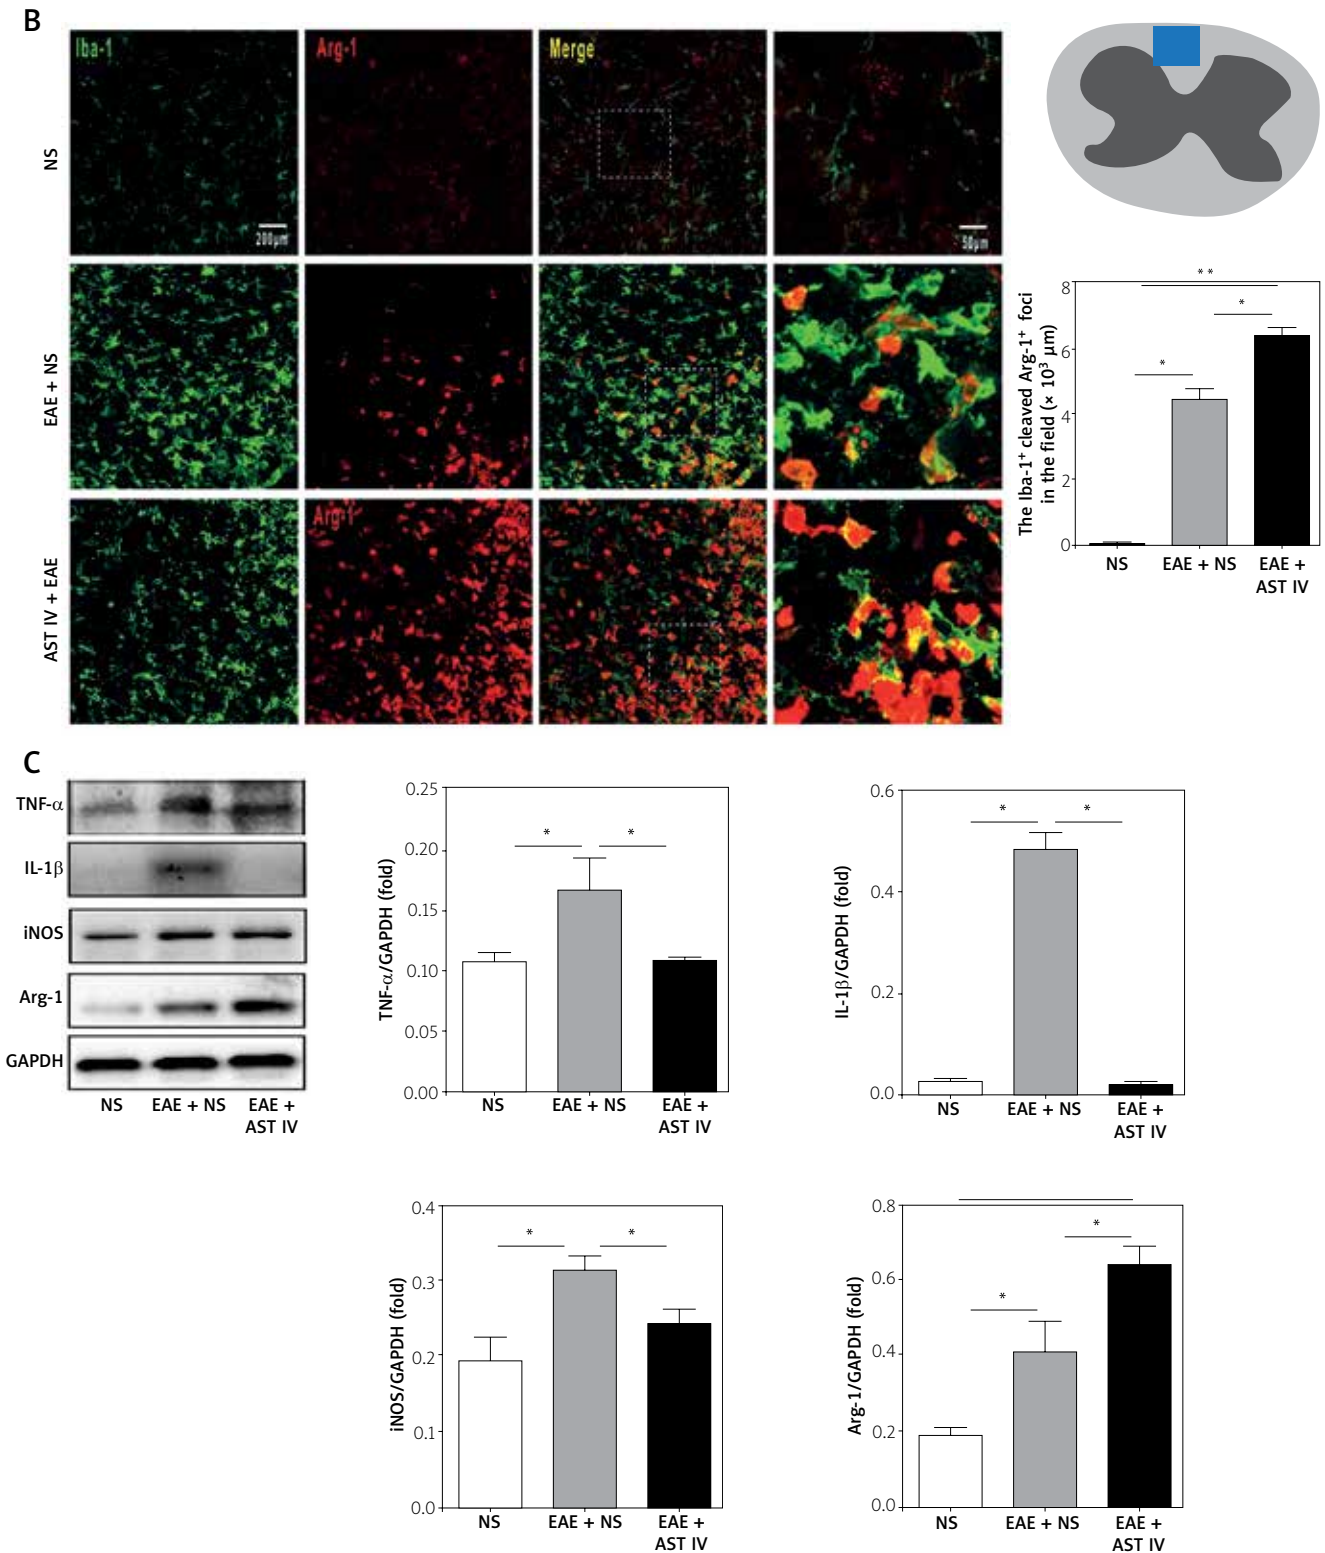 B
Iba-1
Arg-1
Merge
NS
200μm
50μm
EAE + NS
Arg-1
AST IV + EAE
The Iba-1+ cleaved Arg-1+ foci
in the field (× 10³ μm)
**
*
*
8
6
4
2
0
NS
EAE + NS
EAE +
AST IV
C
TNF-α
IL-1β
iNOS
Arg-1
GAPDH
NS
EAE + NS
EAE +
AST IV
TNF-α/GAPDH (fold)
0.25
0.20
0.15
0.10
0.05
0.00
*
*
NS
EAE + NS
EAE +
AST IV
IL-1β/GAPDH (fold)
0.6
0.4
0.2
0.0
*
*
NS
EAE + NS
EAE +
AST IV
iNOS/GAPDH (fold)
0.4
0.3
0.2
0.1
0.0
*
*
NS
EAE + NS
EAE +
AST IV
Arg-1/GAPDH (fold)
0.8
0.6
0.4
0.2
0.0
*
*
NS
EAE + NS
EAE +
AST IV